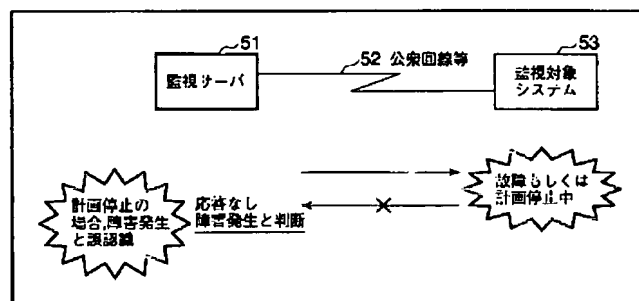 51
52 公衆回線等
53
監視サーバ
監視対象
システム
故障もしくは
計画停止中
計画停止の
場合,障害発生
と誤認識
応答なし
障害発生と判断